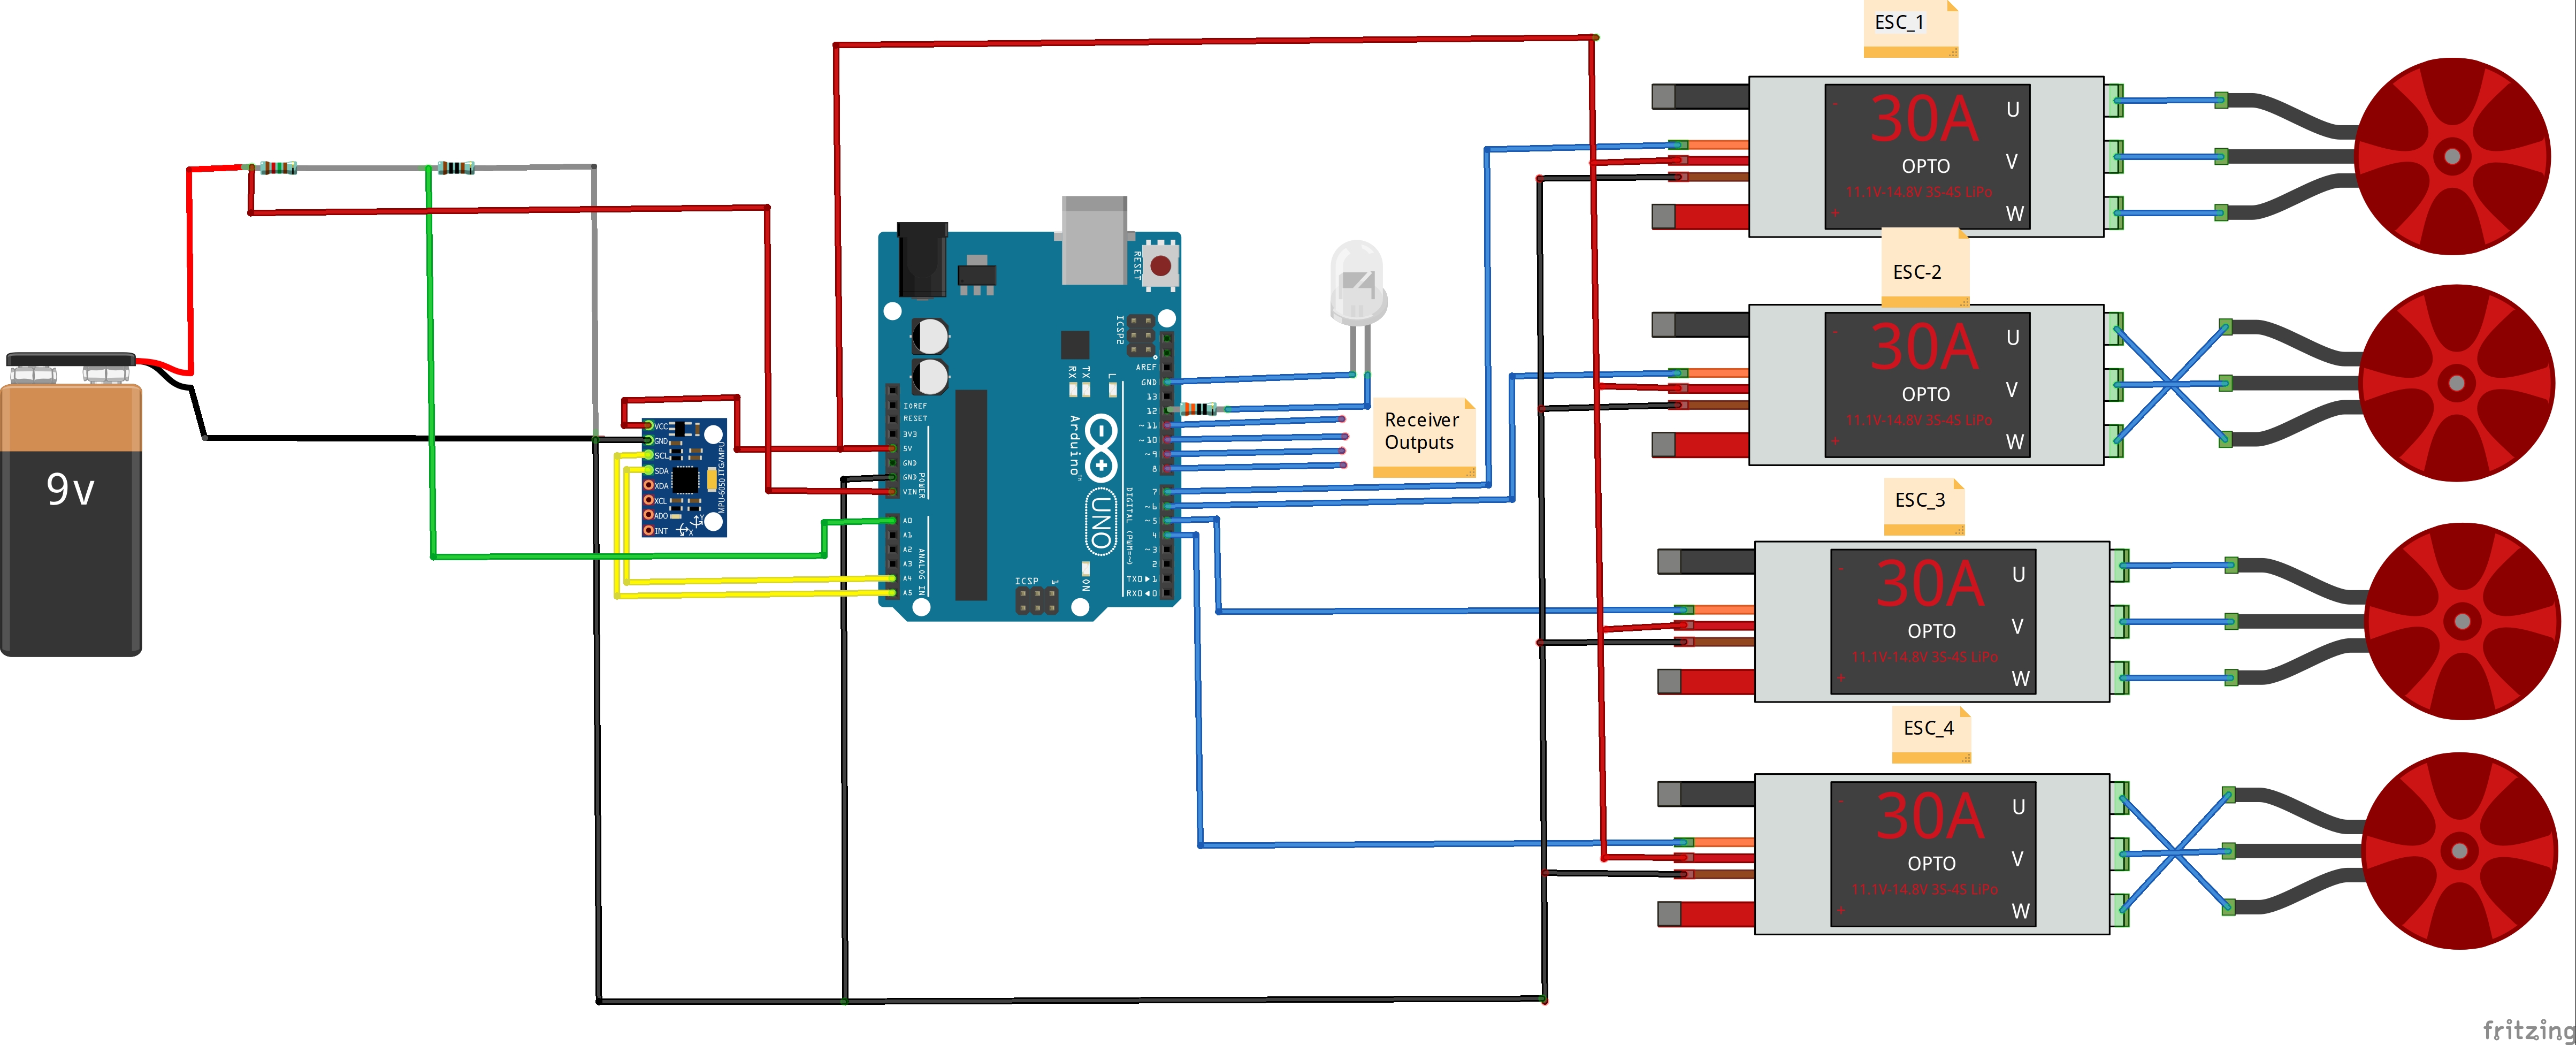 ESC_1
30A
OPTO
11.1V-14.8V 3S-4S LiPo
-
+
U
V
W
ESC-2
30A
OPTO
11.1V-14.8V 3S-4S LiPo
-
+
U
V
W
ESC_3
30A
OPTO
11.1V-14.8V 3S-4S LiPo
-
+
U
V
W
ESC_4
30A
OPTO
11.1V-14.8V 3S-4S LiPo
-
+
U
V
W
9v
VCC
GND
SCL
SDA
XDA
XCL
ADO
INT
MPU-6050 ITG/MPU
X
Y
RESET
ICSP2
IOREF
RESET
3V3
5V
GND
GND
VIN
POWER
A0
A1
A2
A3
A4
A5
ANALOG IN
RX
TX
L
AREF
GND
13
12
~11
~10
~9
8
7
~6
~5
4
~3
2
TX0▶1
RX0◀0
DIGITAL (PWM=~)
Arduino™
UNO
ICSP
1
ON
Receiver
Outputs
fritzing